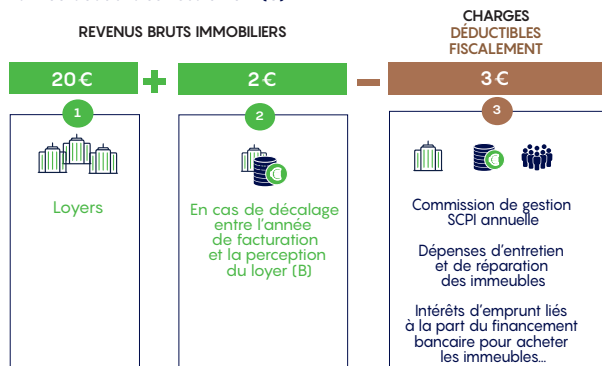 REVENUS BRUTS IMMOBILIERS
CHARGES
DÉDUCTIBLES
FISCALEMENT
20 €
+
2 €
–
3 €
1
2
3
Loyers
En cas de décalage
entre l'année
de facturation
et la perception
du loyer (B)
Commission de gestion
SCPI annuelle
Dépenses d'entretien
et de réparation
des immeubles
Intérêts d'emprunt liés
à la part du financement
bancaire pour acheter
les immeubles...